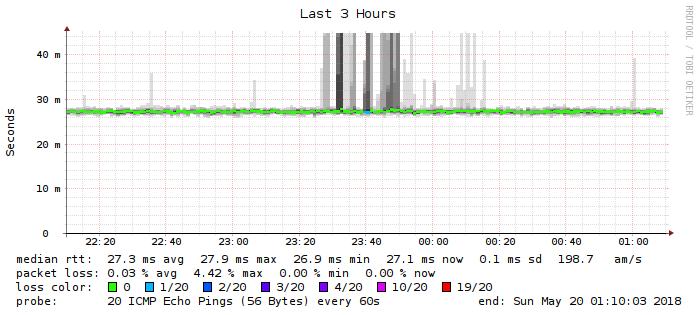 Last 3 Hours
RRDTOOL / TOBI OETIKER
Seconds
40 m
30 m
20 m
10 m
0
22:20 22:40 23:00 23:20 23:40 00:00 00:20 00:40 01:00
median rtt: 27.3 ms avg 27.9 ms max 26.9 ms min 27.1 ms now 0.1 ms sd 198.7 am/s
packet loss: 0.03 % avg 4.42 % max 0.00 % min 0.00 % now
loss color: 0 1/20 2/20 3/20 4/20 10/20 19/20
probe: 20 ICMP Echo Pings (56 Bytes) every 60s end: Sun May 20 01:10:03 2018